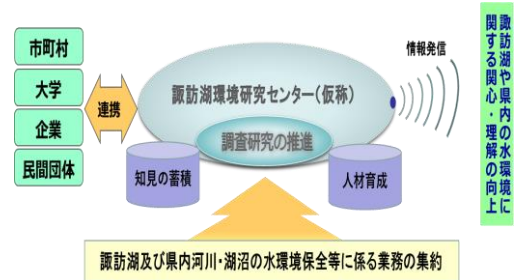 市町村
大学
企業
民間団体
連携
諏訪湖環境研究センター(仮称)
調査研究の推進
知見の蓄積
人材育成
情報発信
諏訪湖や県内の水環境に
関する関心・理解の向上
諏訪湖及び県内河川・湖沼の水環境保全等に係る業務の集約